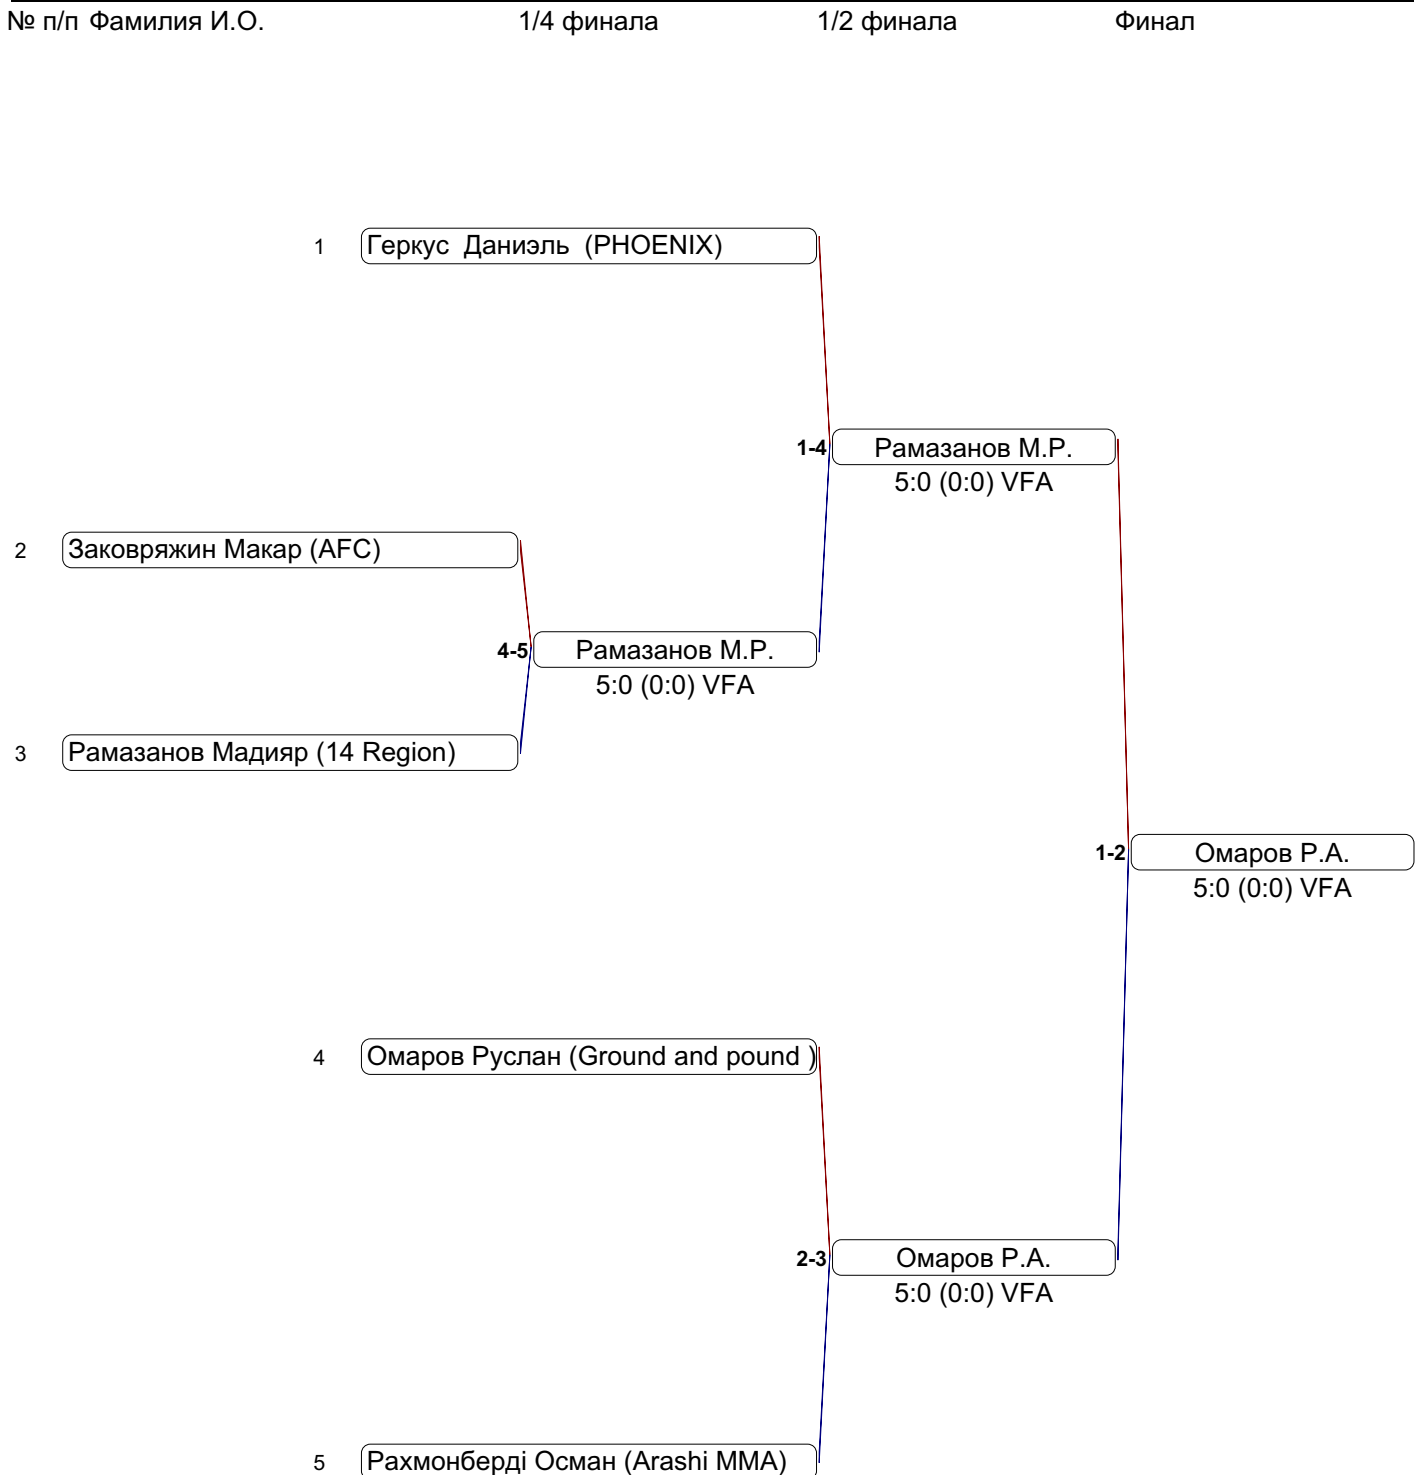 № п/п Фамилия И.О. 1/4 финала 1/2 финала Финал
1 Геркус Даниэль (PHOENIX)
1-4 Рамазанов М.Р.
5:0 (0:0) VFA
2 Заковряжин Макар (AFC)
4-5 Рамазанов М.Р.
5:0 (0:0) VFA
3 Рамазанов Мадияр (14 Region)
1-2 Омаров Р.А.
5:0 (0:0) VFA
4 Омаров Руслан (Ground and pound )
2-3 Омаров Р.А.
5:0 (0:0) VFA
5 Рахмонберді Осман (Arashi MMA)